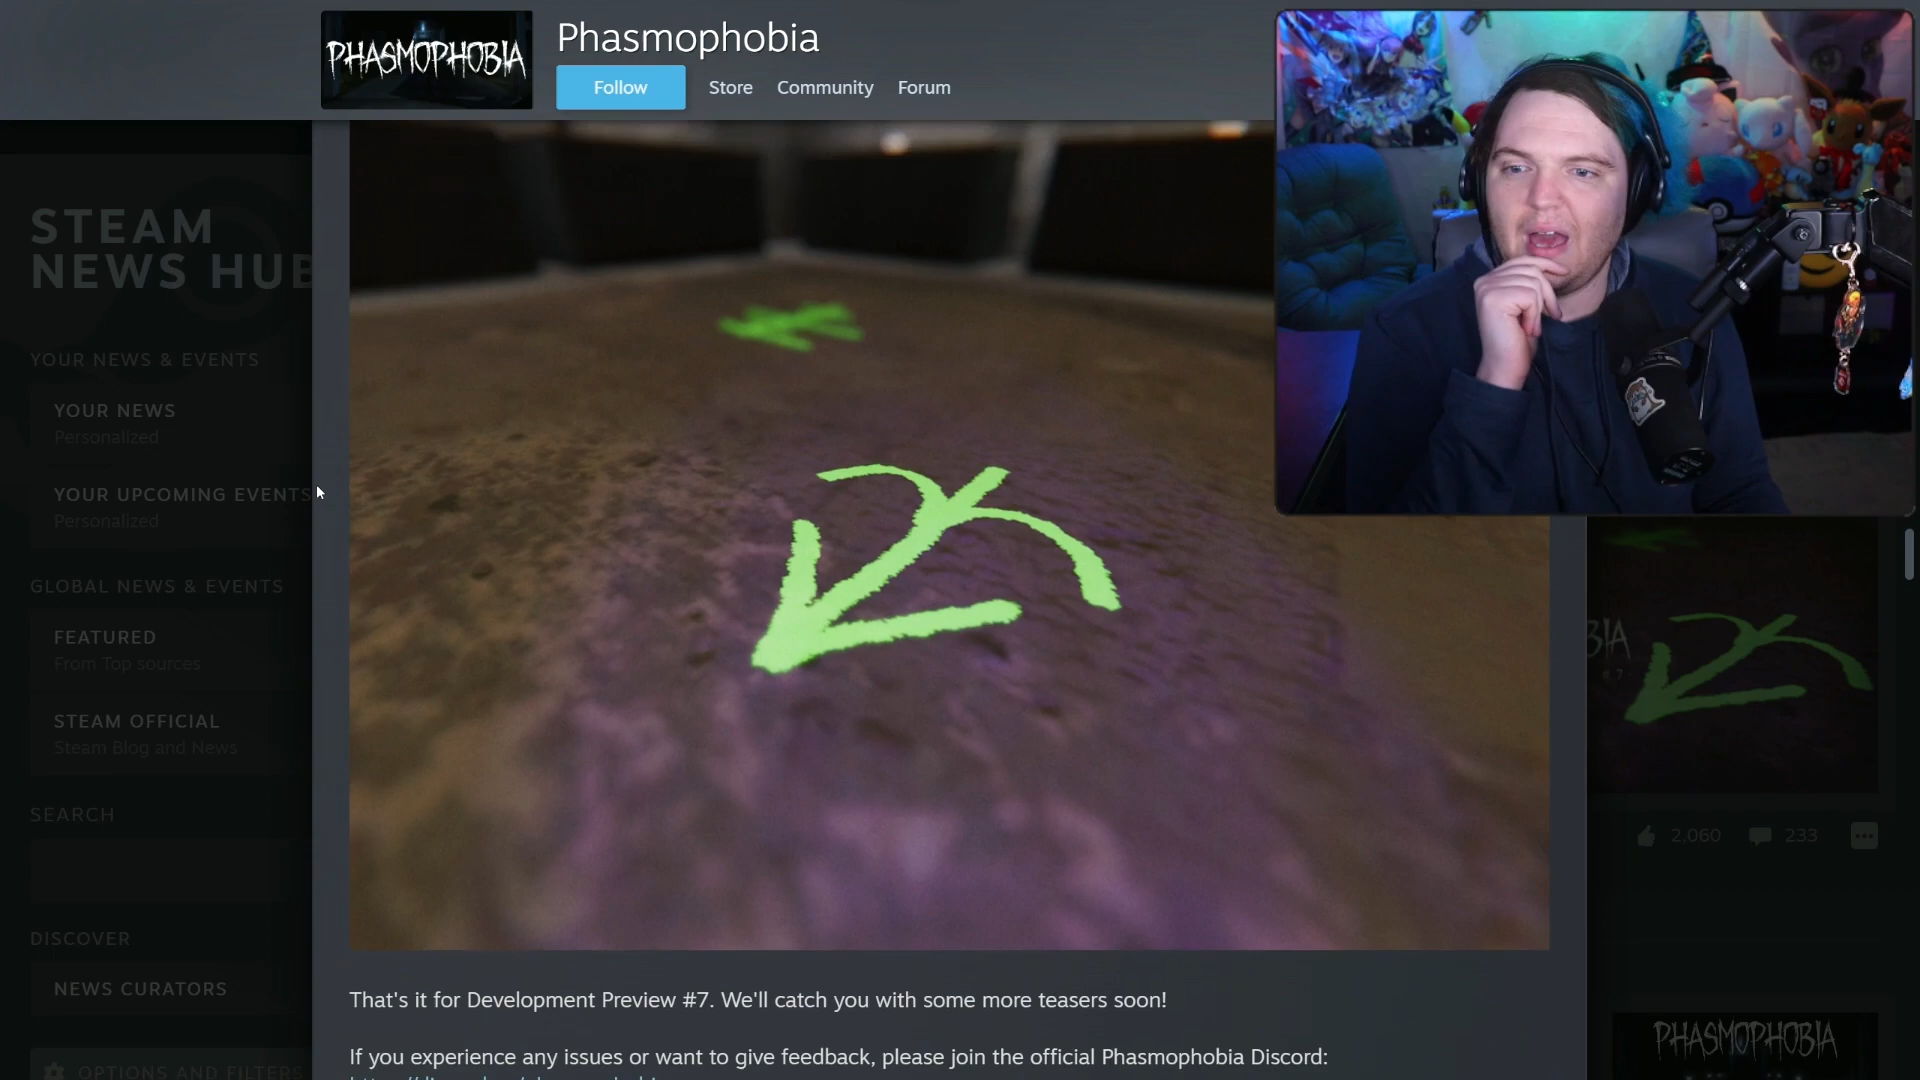 PHASMOPHOBIA
Phasmophobia
Follow
Store
Community
Forum
STEAM
NEWS HUB
YOUR NEWS & EVENTS
YOUR NEWS
Personalized
YOUR UPCOMING EVENTS
Personalized
GLOBAL NEWS & EVENTS
FEATURED
From Top sources
STEAM OFFICIAL
Steam Blog and News
SEARCH
DISCOVER
NEWS CURATORS
OPTIONS AND FILTERS
2,060
233
PHASMOPHOBIA
That's it for Development Preview #7. We'll catch you with some more teasers soon!
If you experience any issues or want to give feedback, please join the official Phasmophobia Discord: